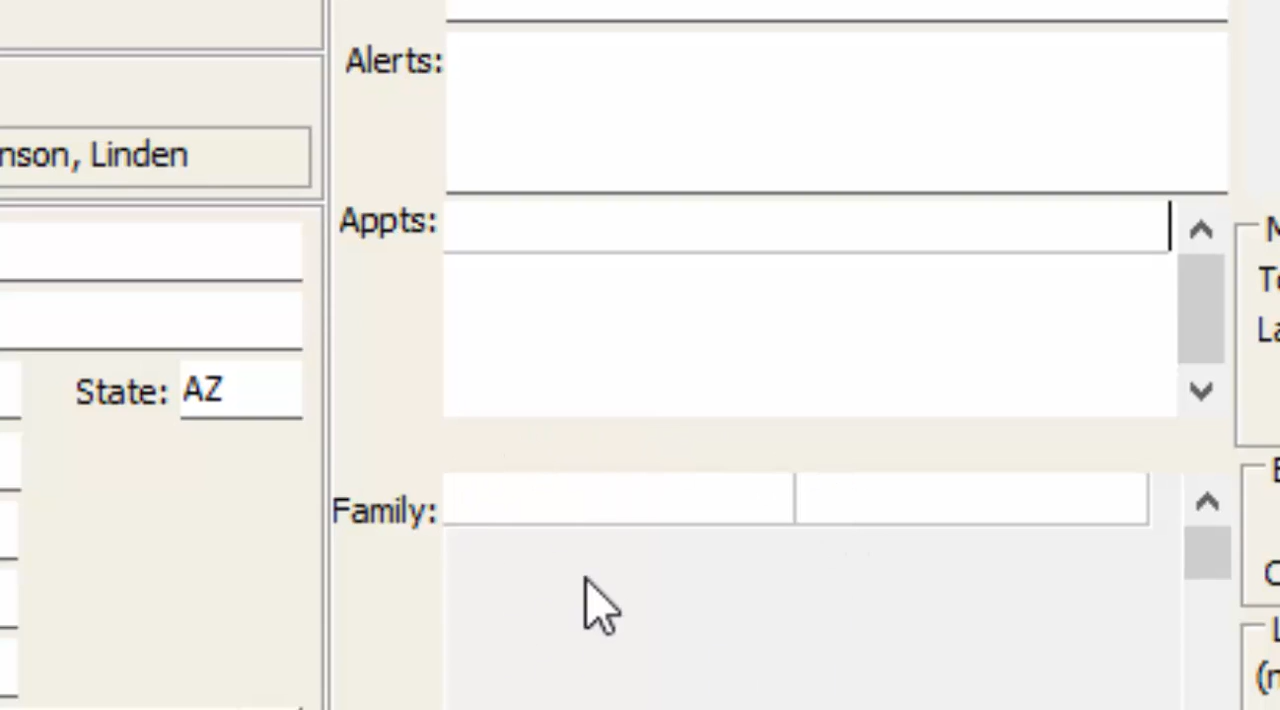 Alerts:
nson, Linden
Appts:
State: AZ
Family: